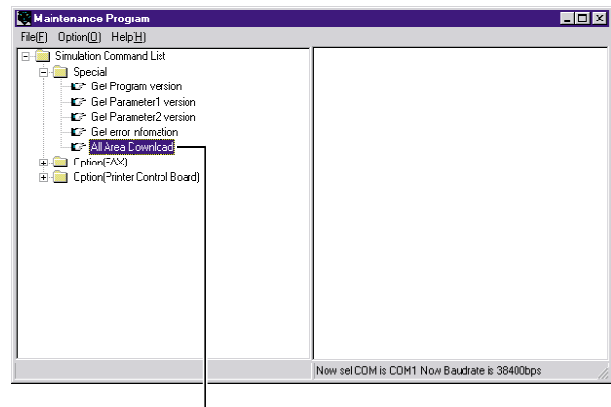 Maintenance Program
File(F) Option(O) Help(H)
Simulation Command List
Special
Get Program version
Get Parameter1 version
Get Parameter2 version
Get error nfomation
All Area Download
Option(FAX)
Option(Printer Control Board)
Now sel COM is COM1 Now Baudrate is 38400bps